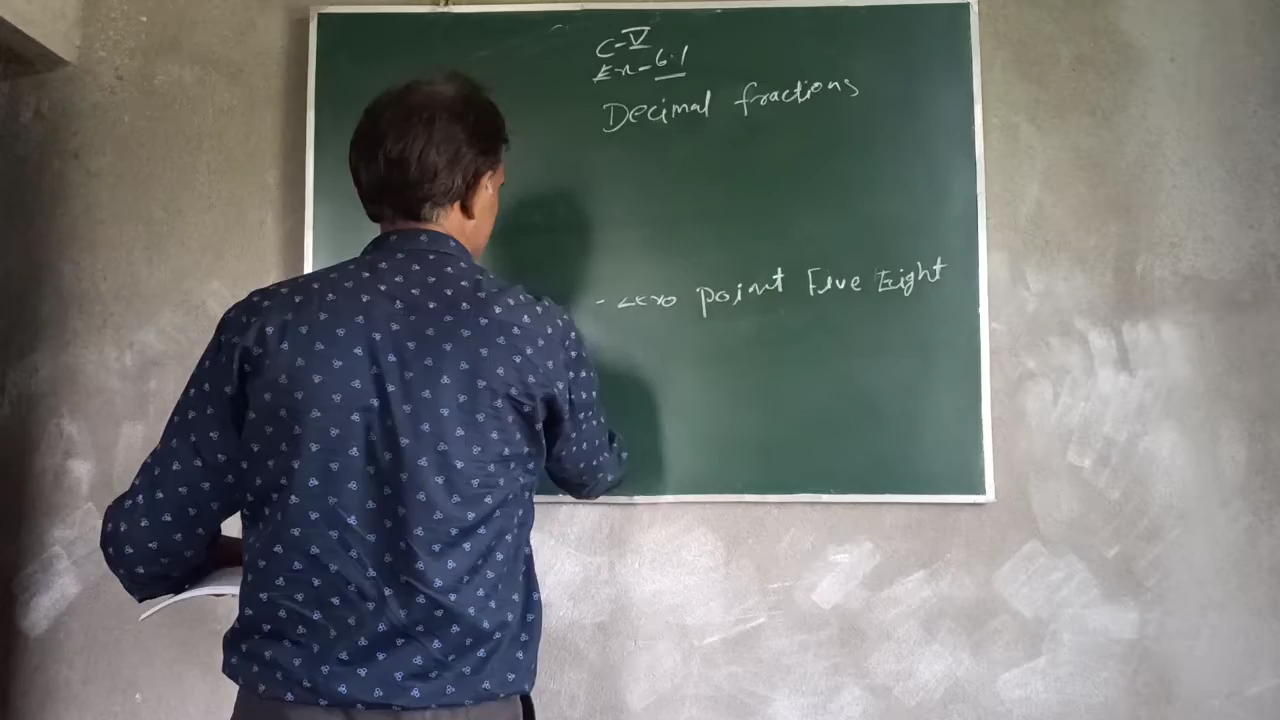 C-V
Ex-6.1
Decimal fractions
- Zero point Five Eight